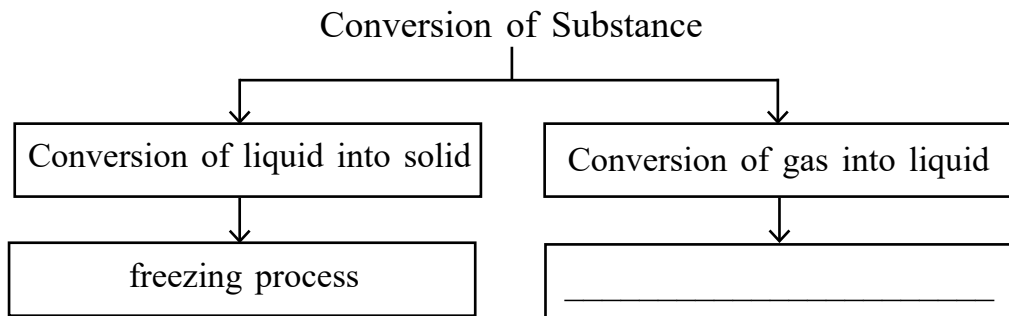 Conversion of Substance
Conversion of liquid into solid
Conversion of gas into liquid
freezing process